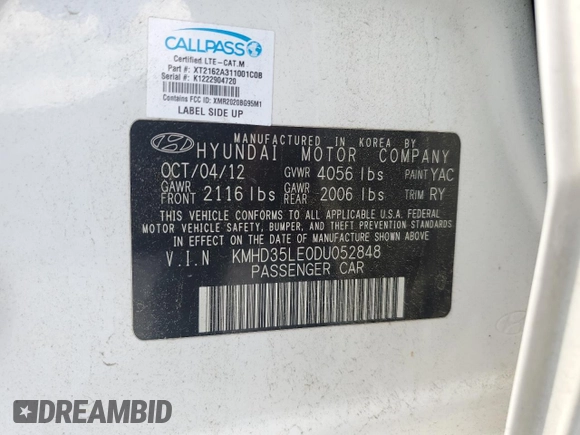 CALLPASS
Certified LTE-CAT.M
Part #: XT2162A311001C0B
Serial #: K1222904720
Contains FCC ID: XMR2020BG95M1
LABEL SIDE UP
MANUFACTURED IN KOREA BY
HYUNDAI MOTOR COMPANY
OCT/04/12 GVWR 4056 lbs PAINT YAC
GAWR FRONT 2116 lbs GAWR REAR 2006 lbs TRIM RY
THIS VEHICLE CONFORMS TO ALL APPLICABLE U.S.A. FEDERAL
MOTOR VEHICLE SAFETY, BUMPER, AND THEFT PREVENTION
STANDARDS IN EFFECT ON THE DATE OF MANUFACTURE SHOWN ABOVE.
V.I.N KMHD35LE0DU052848
PASSENGER CAR
DREAMBID